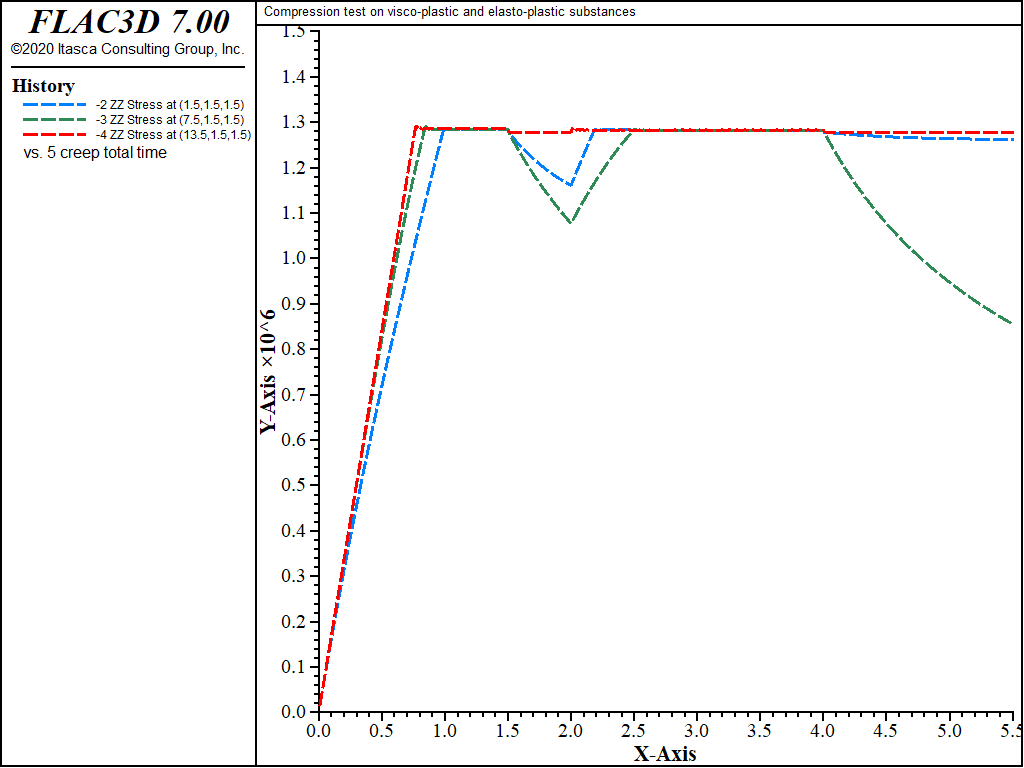 FLAC3D 7.00
©2020 Itasca Consulting Group, Inc.
History
-2 ZZ Stress at (1.5,1.5,1.5)
-3 ZZ Stress at (7.5,1.5,1.5)
-4 ZZ Stress at (13.5,1.5,1.5)
vs. 5 creep total time
Compression test on visco-plastic and elasto-plastic substances
Y-Axis ×10^6
1.5
1.4
1.3
1.2
1.1
1.0
0.9
0.8
0.7
0.6
0.5
0.4
0.3
0.2
0.1
0.0
0.0 0.5 1.0 1.5 2.0 2.5 3.0 3.5 4.0 4.5 5.0 5.5
X-Axis